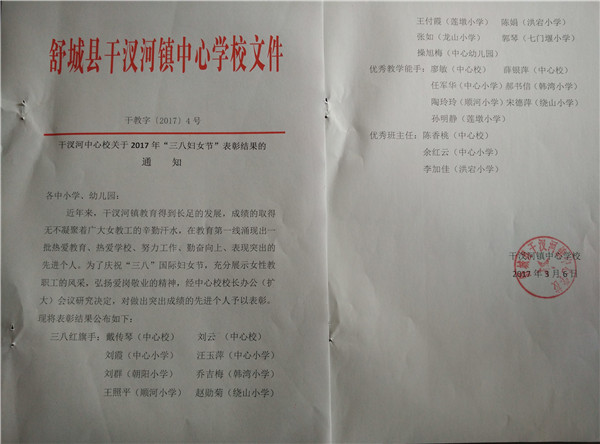 舒城县干汊河镇中心学校文件
干教字〔2017〕4号
干汊河中心校关于2017年“三八妇女节”表彰结果的
通 知
各中小学、幼儿园：
近年来，干汊河镇教育得到长足的发展，成绩的取得
无不凝聚着广大女教工的辛勤汗水，在教育第一线涌现出一
批热爱教育、热爱学校、努力工作、勤奋向上、表现突出的
先进个人。为了庆祝“三八”国际妇女节，充分展示女性教
职工的风采，弘扬爱岗敬业的精神，经中心校校长办公（扩
大）会议研究决定，对做出突出成绩的先进个人予以表彰。
现将表彰结果公布如下：
三八红旗手：戴传琴（中心校） 刘云 （中心校）
刘霞（中心小学） 汪玉萍（中心小学）
刘群（朝阳小学） 乔吉梅（韩湾小学）
王照平（顺河小学） 赵勋菊（绕山小学）
王付霞（莲墩小学） 陈娟（洪宕小学）
张如（龙山小学） 郭琴（七门堰小学）
操旭梅（中心幼儿园）
优秀教学能手：廖敏（中心校） 薛银萍（中心校）
任军华（中心小学）郝书信（韩湾小学）
陶玲玲（顺河小学）宋德萍（绕山小学）
孙明静（莲墩小学）
优秀班主任：陈香桃（中心校）
余红云（中心小学）
李加佳（洪宕小学）
干汊河镇中心学校
2017年3月6日